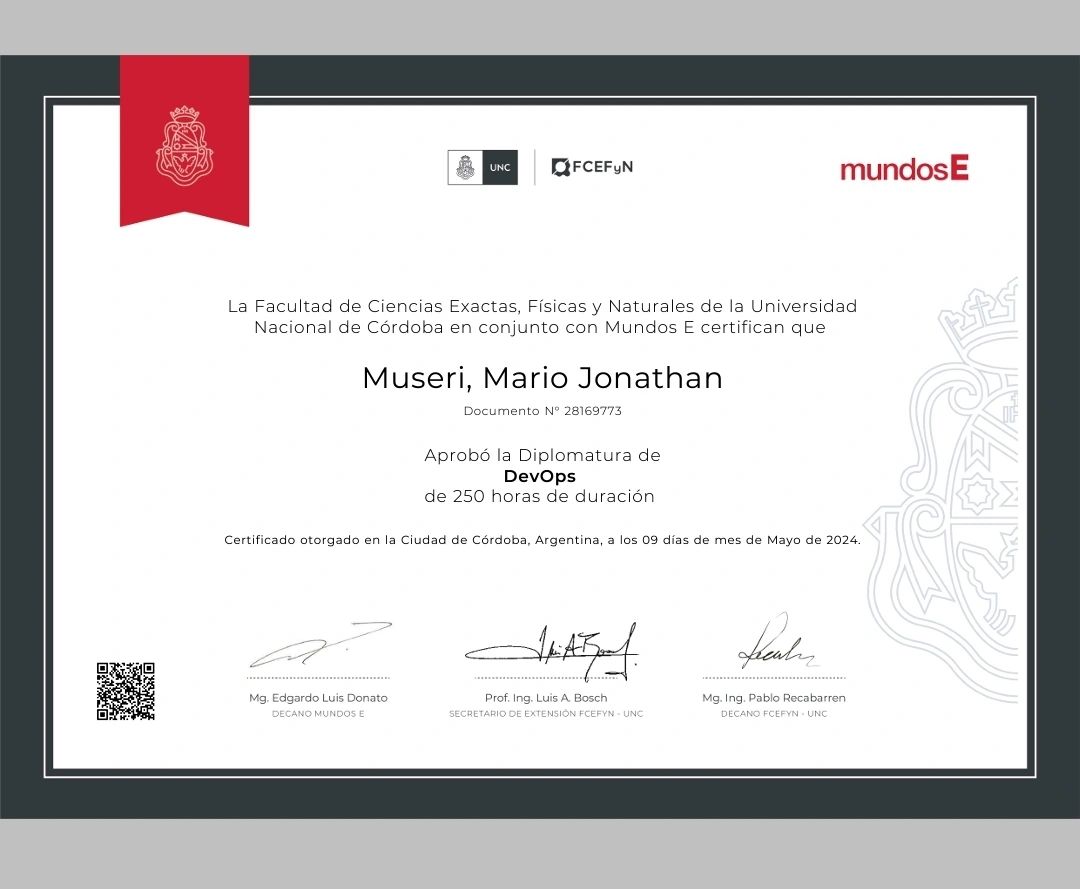 UNC
FCEFyN
mundosE
La Facultad de Ciencias Exactas, Físicas y Naturales de la Universidad
Nacional de Córdoba en conjunto con Mundos E certifican que
Museri, Mario Jonathan
Documento N° 28169773
Aprobó la Diplomatura de
DevOps
de 250 horas de duración
Certificado otorgado en la Ciudad de Córdoba, Argentina, a los 09 días de mes de Mayo de 2024.
Mg. Edgardo Luis Donato
DECANO MUNDOS E
Prof. Ing. Luis A. Bosch
SECRETARIO DE EXTENSIÓN FCEFYN - UNC
Mg. Ing. Pablo Recabarren
DECANO FCEFYN - UNC